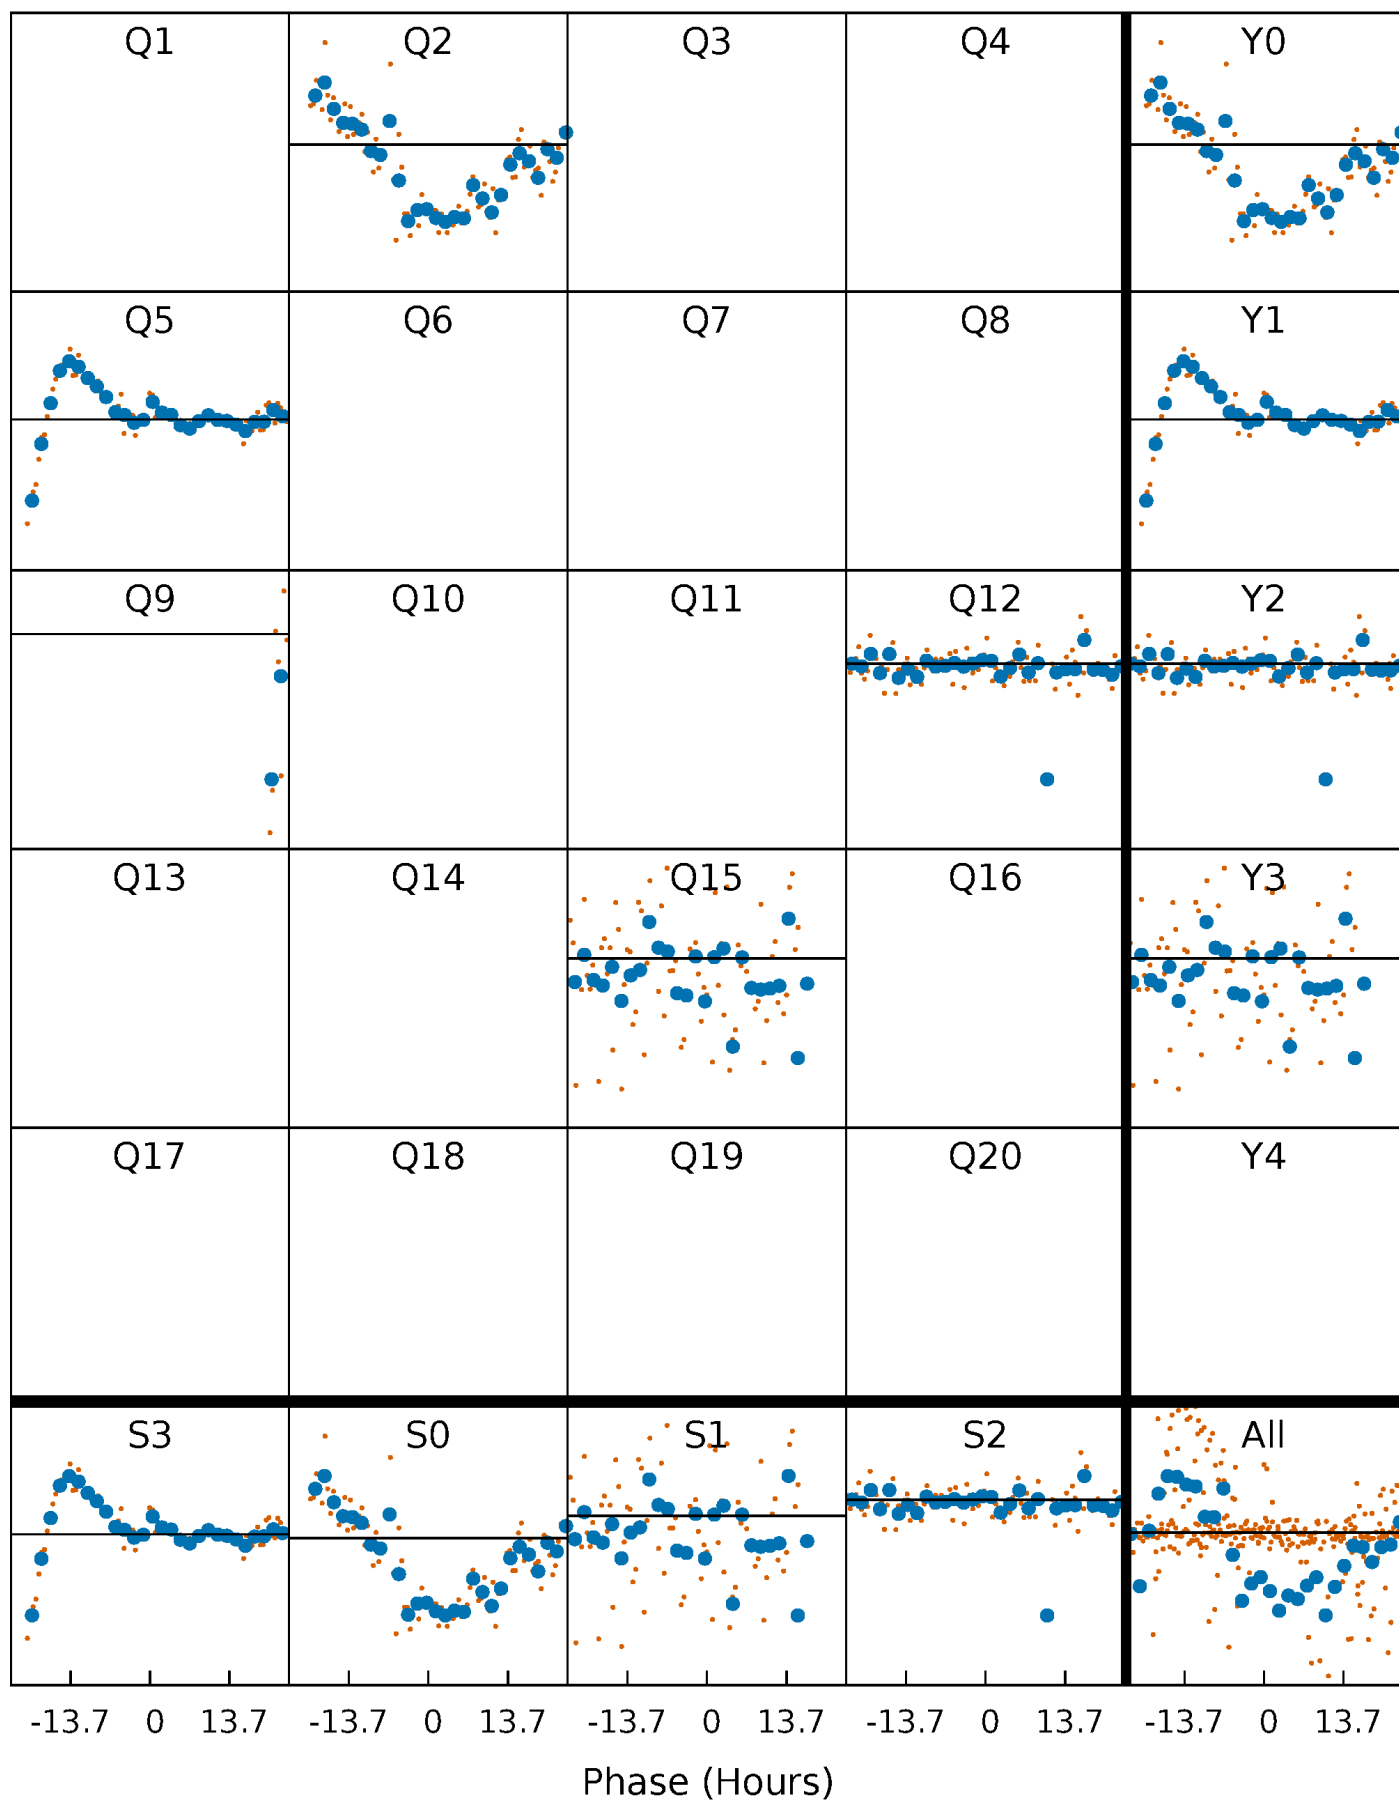 Q1 Q2 Q3 Q4 Y0
Q5 Q6 Q7 Q8 Y1
Q9 Q10 Q11 Q12 Y2
Q13 Q14 Q15 Q16 Y3
Q17 Q18 Q19 Q20 Y4
S3 S0 S1 S2 All
-13.7 0 13.7 -13.7 0 13.7 -13.7 0 13.7 -13.7 0 13.7 -13.7 0 13.7
Phase (Hours)